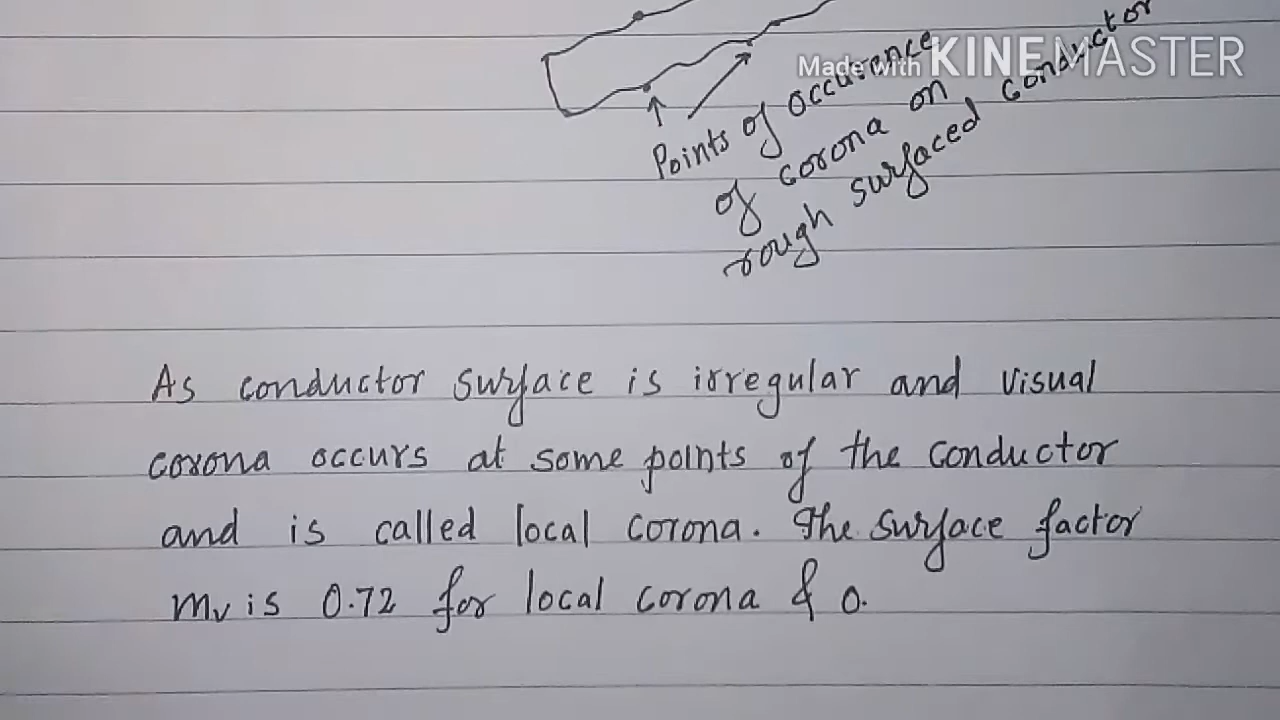 Made with KINEMASTER
Points of occurence
of corona on
rough surfaced conductor
As conductor surface is irregular and visual
corona occurs at some points of the conductor
and is called local corona. The surface factor
mv is 0.72 for local corona & 0.